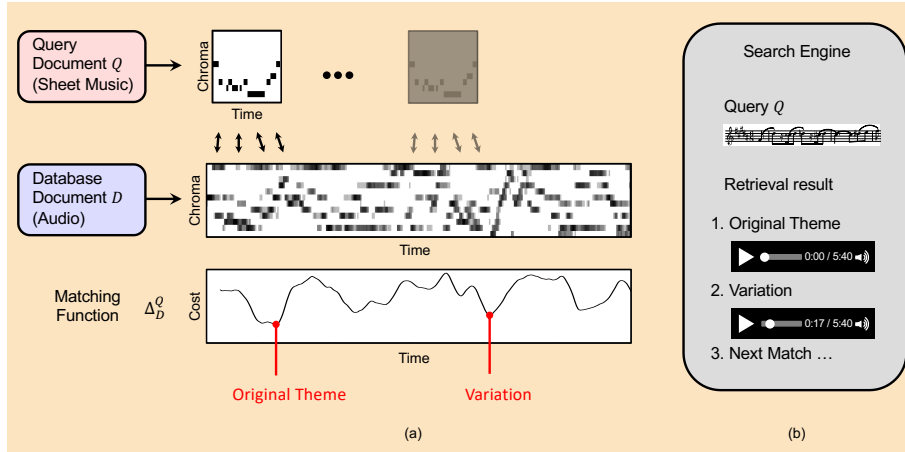 Query
Document Q
(Sheet Music)
Chroma
Time
Database
Document D
(Audio)
Chroma
Time
Matching
Function
Δ_D^Q
Cost
Time
Original Theme
Variation
(a)
Search Engine
Query Q
Retrieval result
1. Original Theme
0:00 / 5:40
2. Variation
0:17 / 5:40
3. Next Match …
(b)